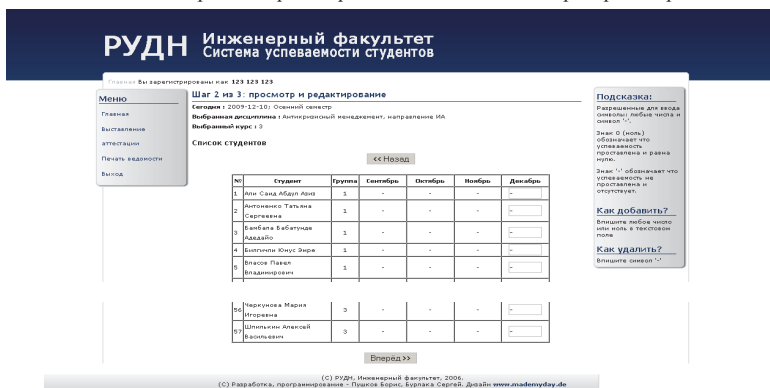 РУДН Инженерный факультет
Система успеваемости студентов
Главная Вы зарегистрированы как 123 123 123
Меню
Главная
Выставление
аттестации
Печать ведомости
Выход
Шаг 2 из 3: просмотр и редактирование
Сегодня : 2009-12-10; Осенний семестр
Выбранная дисциплина : Антикризисный менеджмент, направление ИА
Выбранный курс : 3
Список студентов
<< Назад
№ Студент Группа Сентябрь Октябрь Ноябрь Декабрь
1 Али Саид Абдул Азиз 1 - - - -
2 Антоненко Татьяна
Сергеевна 1 - - - -
3 Бамбала Бабатунде
Адедайо 1 - - - -
4 Билгичли Юнус Эмре 1 - - - -
5 Власов Павел
Владимирович 1 - - - -
56 Черкунова Мария
Игоревна 3 - - - -
57 Шпилькин Алексей
Васильевич 3 - - - -
Вперёд >>
Подсказка:
Разрешенные для ввода
символы: любые числа и
символ '-'.
Знак 0 (ноль)
обозначает что
успеваемость
проставлена и равна
нулю.
Знак '-' обозначает что
успеваемость не
проставлена и
отсутствует.
Как добавить?
Впишите любое число
или ноль в текстовом
поле
Как удалить?
Впишите символ '-'
(C) РУДН, Инженерный факультет, 2006.
(C) Разработка, программирование - Пушков Борис, Бурлака Сергей. Дизайн www.mademyday.de